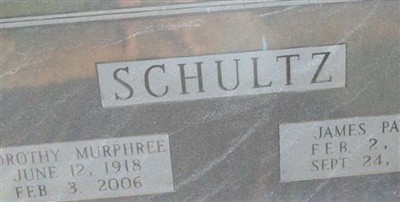 SCHULTZ
OROTHY MURPHREE
JUNE 12, 1918
FEB 3, 2006
JAMES PA
FEB. 2,
SEPT 24,